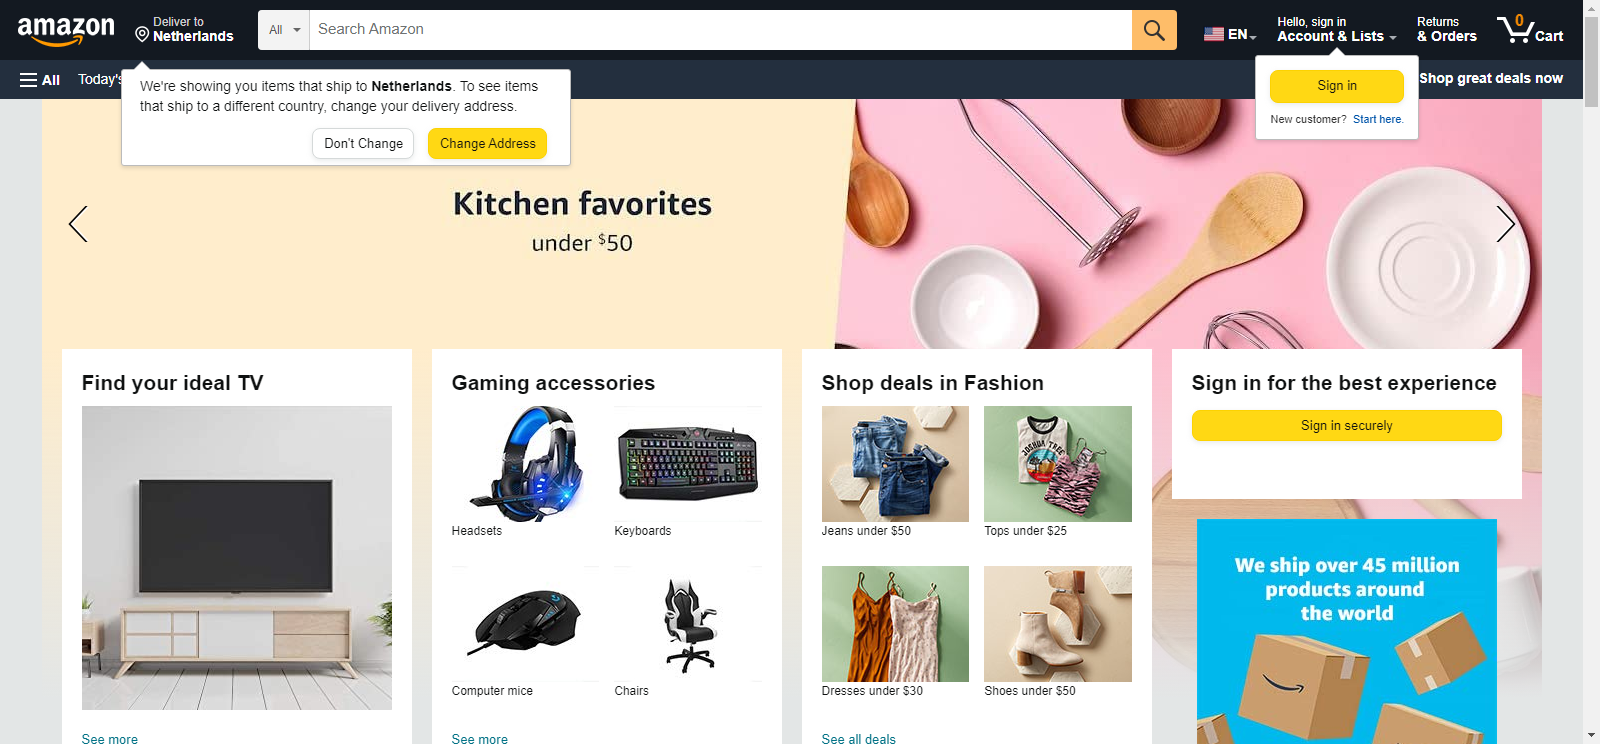 amazon
Deliver to
Netherlands
All
Search Amazon
EN
Hello, sign in
Account & Lists
Returns
& Orders
0
Cart
All
Today's
Shop great deals now
We're showing you items that ship to Netherlands. To see items
that ship to a different country, change your delivery address.
Don't Change
Change Address
Sign in
New customer? Start here.
Kitchen favorites
under $50
Find your ideal TV
See more
Gaming accessories
Headsets
Keyboards
Computer mice
Chairs
See more
Shop deals in Fashion
JOSHUA TREE
Jeans under $50
Tops under $25
Dresses under $30
Shoes under $50
See all deals
Sign in for the best experience
Sign in securely
We ship over 45 million
products around
the world